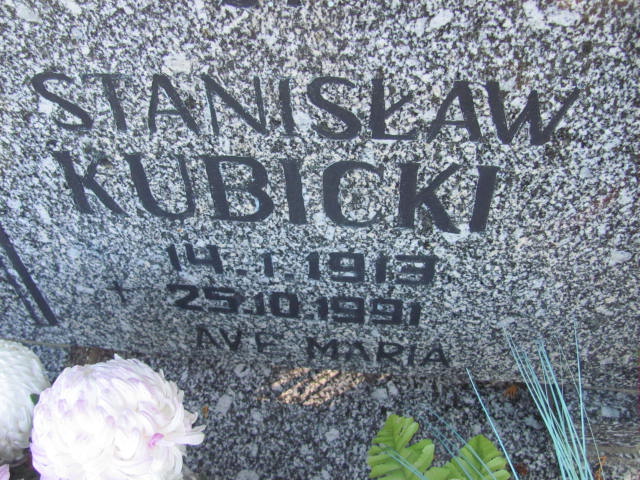 STANISŁAW
KUBICKI
14.1.1913
+ 25.10.1991
AVE MARIA